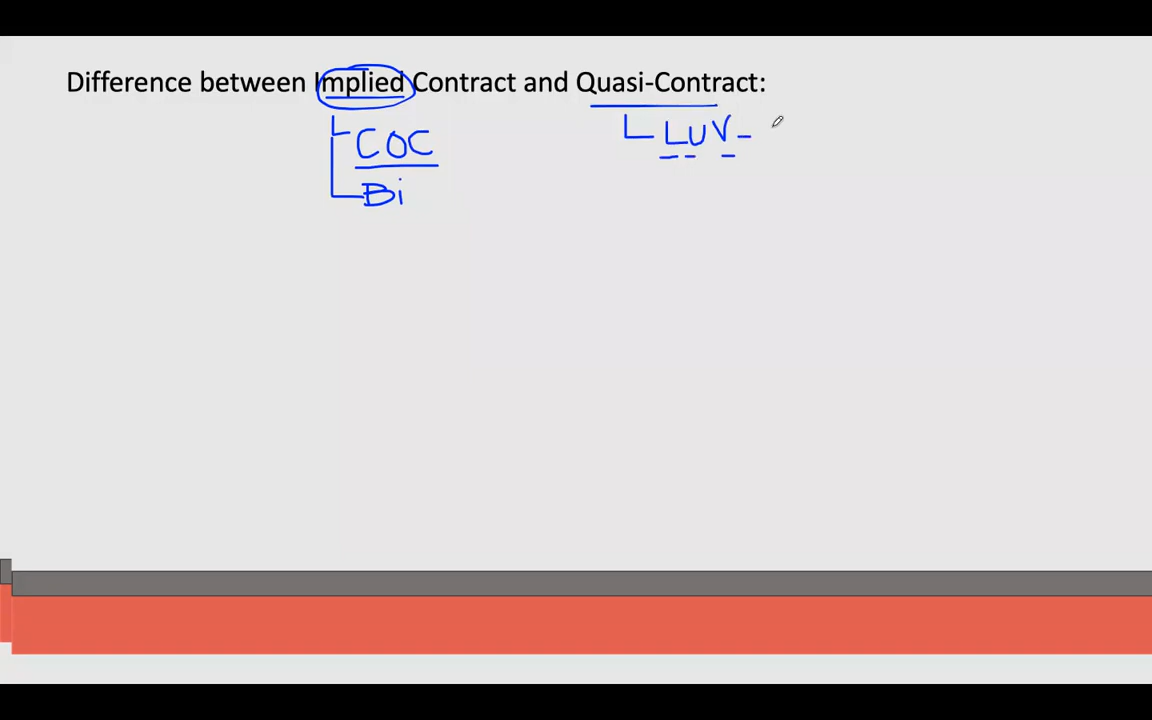 Difference between Implied Contract and Quasi-Contract:
COC
LUV -
Bi